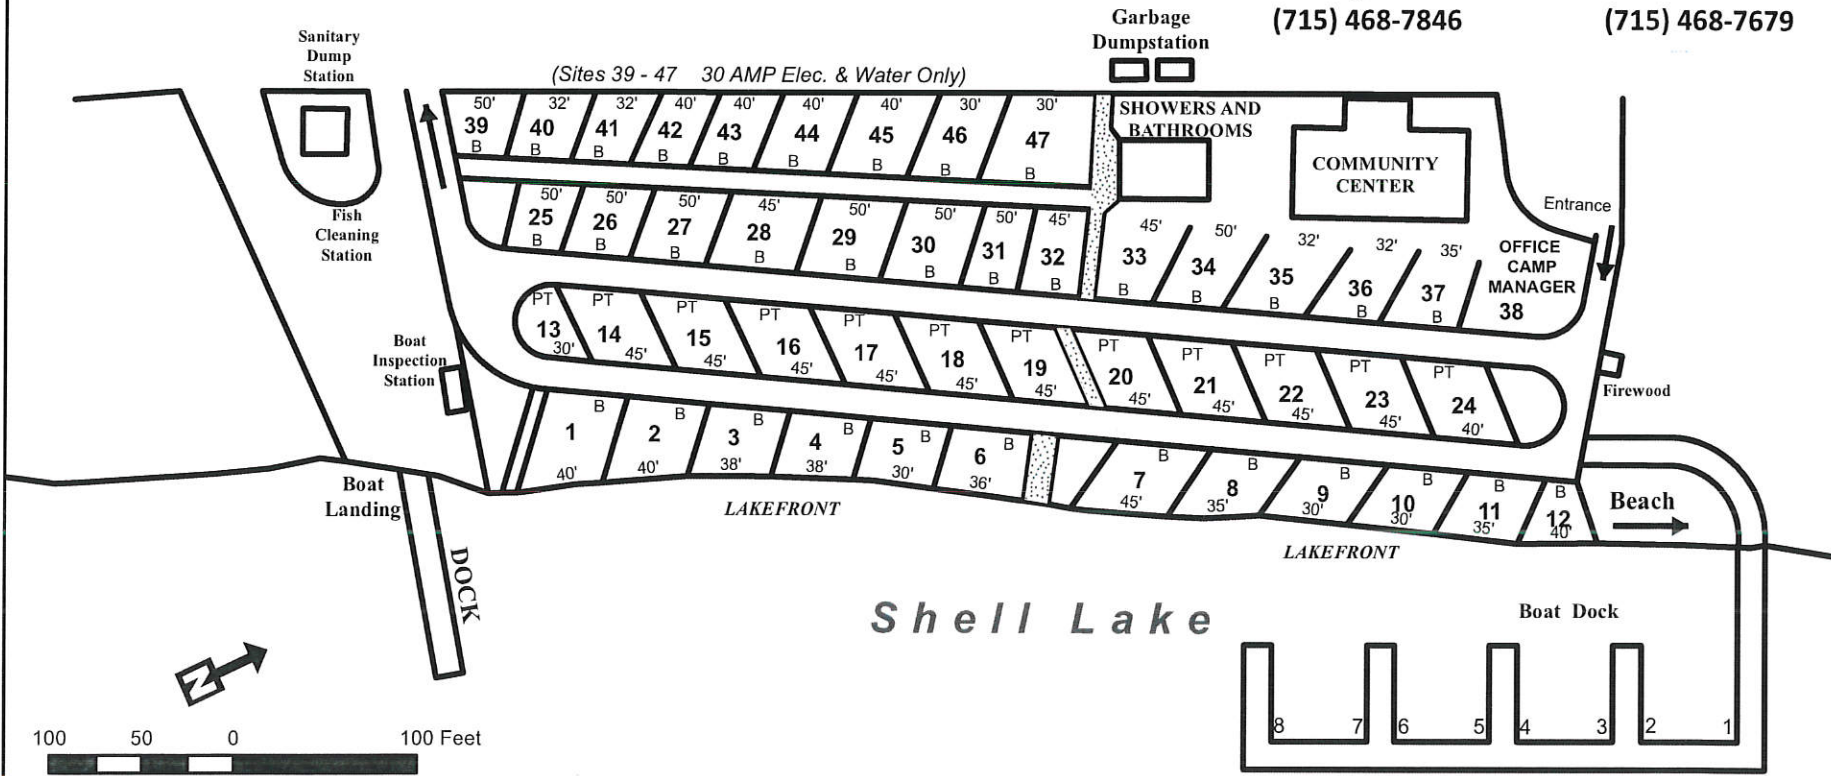 (715) 468-7846
(715) 468-7679
Garbage
Dumpstation
Sanitary
Dump
Station
(Sites 39 - 47 30 AMP Elec. & Water Only)
50' 32' 32' 40' 40' 40' 40' 30' 30'
39 40 41 42 43 44 45 46 47
B B B B B B B B B
SHOWERS AND
BATHROOMS
COMMUNITY
CENTER
Entrance
Fish
Cleaning
Station
50' 50' 50' 45' 50' 50' 50' 45' 45' 50' 32' 32' 35'
25 26 27 28 29 30 31 32 33 34 35 36 37
B B B B B B B B B B B B B
OFFICE
CAMP
MANAGER
38
Boat
Inspection
Station
PT PT PT PT PT PT PT PT PT PT PT PT
13 14 15 16 17 18 19 20 21 22 23 24
30' 45' 45' 45' 45' 45' 45' 45' 45' 45' 45' 40'
Firewood
B B B B B B B B B B B B
1 2 3 4 5 6 7 8 9 10 11 12
40' 40' 38' 38' 30' 36' 45' 35' 30' 30' 35' 40'
Beach
Boat
Landing
LAKEFRONT
LAKEFRONT
DOCK
Shell Lake
Boat Dock
N
8 7 6 5 4 3 2 1
100 50 0 100 Feet